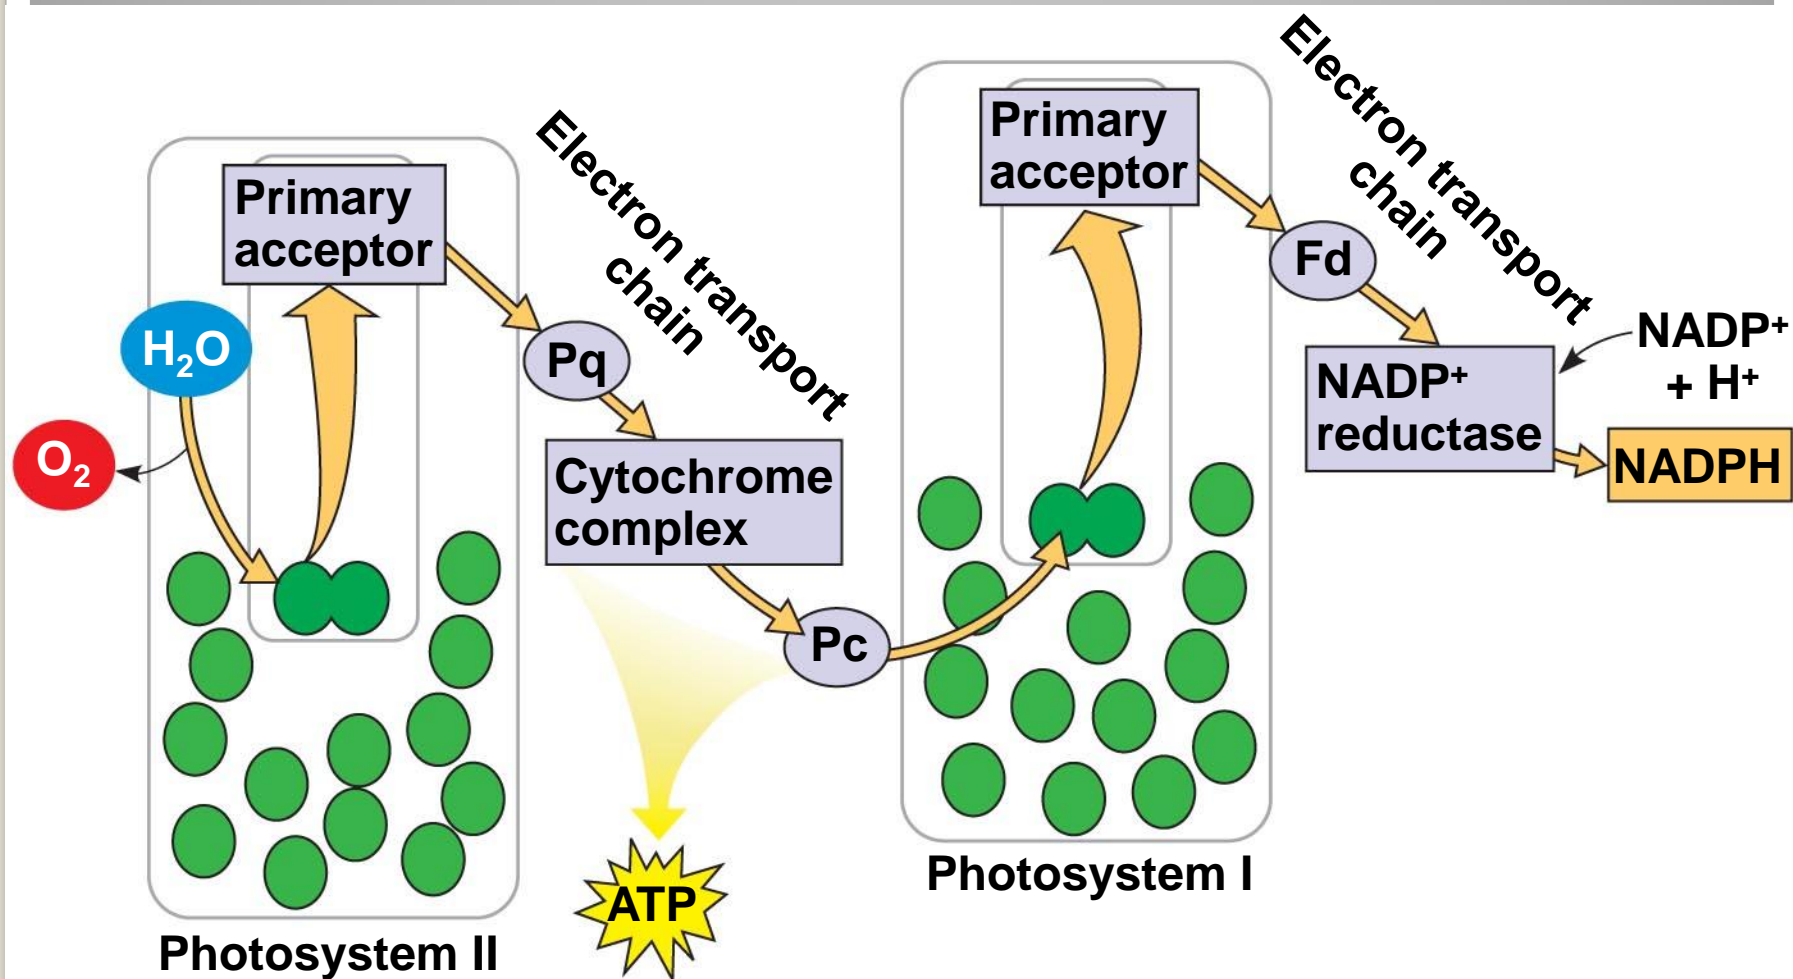 Primary
acceptor
H₂O
O₂
Electron transport
chain
Pq
Cytochrome
complex
Pc
ATP
Photosystem II
Primary
acceptor
Electron transport
chain
Fd
NADP⁺
+ H⁺
NADP⁺
reductase
NADPH
Photosystem I